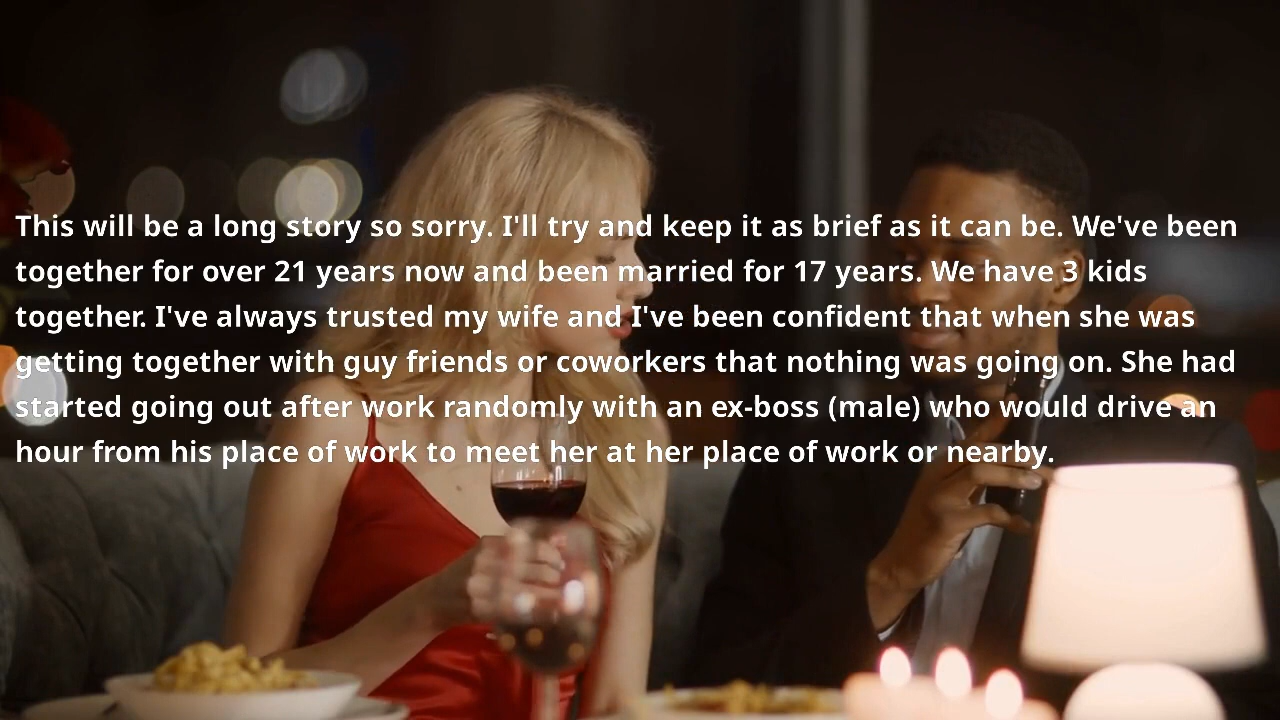 This will be a long story so sorry. I'll try and keep it as brief as it can be. We've been
together for over 21 years now and been married for 17 years. We have 3 kids
together. I've always trusted my wife and I've been confident that when she was
getting together with guy friends or coworkers that nothing was going on. She had
started going out after work randomly with an ex-boss (male) who would drive an
hour from his place of work to meet her at her place of work or nearby.